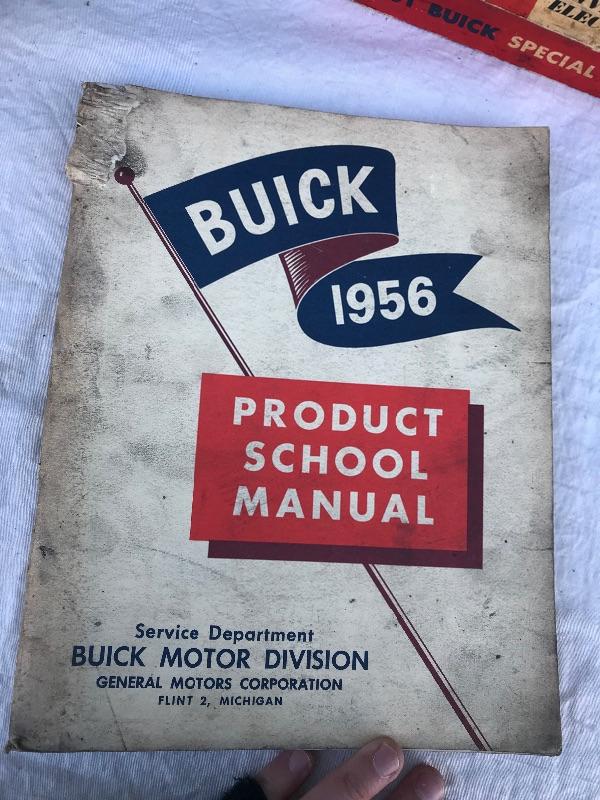 BUICK SPECIAL
BUICK
1956
PRODUCT
SCHOOL
MANUAL
Service Department
BUICK MOTOR DIVISION
GENERAL MOTORS CORPORATION
FLINT 2, MICHIGAN